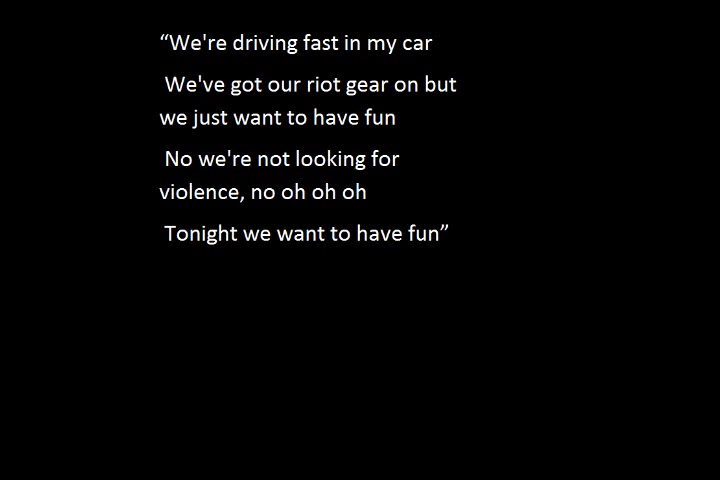 “We're driving fast in my car
We've got our riot gear on but
we just want to have fun
No we're not looking for
violence, no oh oh oh
Tonight we want to have fun”